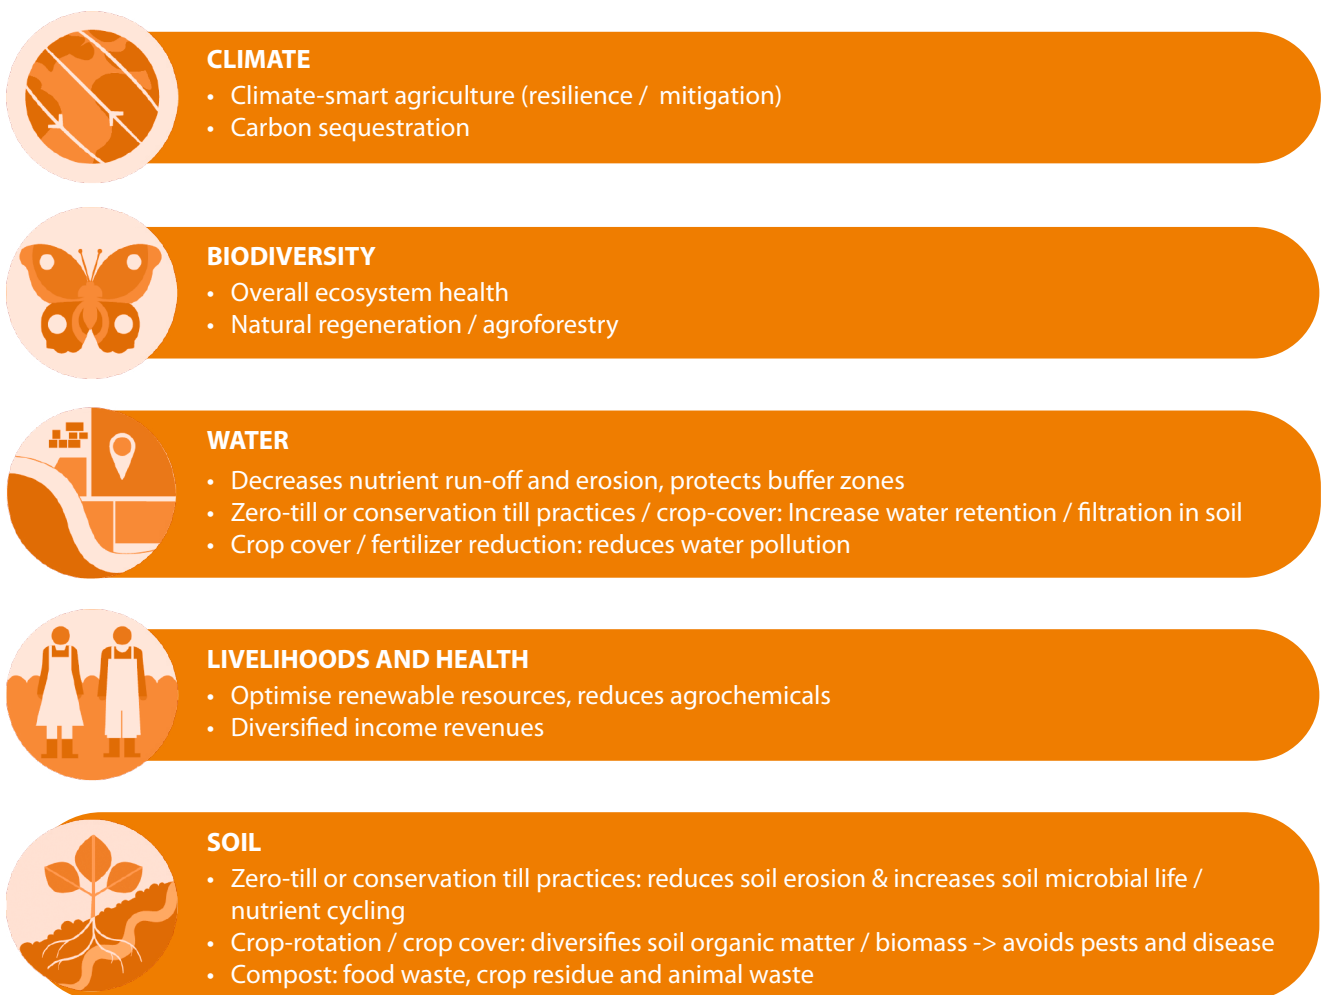 CLIMATE
• Climate-smart agriculture (resilience /  mitigation)
• Carbon sequestration
BIODIVERSITY
• Overall ecosystem health
• Natural regeneration / agroforestry
WATER
• Decreases nutrient run-off and erosion, protects buffer zones
• Zero-till or conservation till practices / crop-cover: Increase water retention / filtration in soil
• Crop cover / fertilizer reduction: reduces water pollution
LIVELIHOODS AND HEALTH
• Optimise renewable resources, reduces agrochemicals
• Diversified income revenues
SOIL
• Zero-till or conservation till practices: reduces soil erosion & increases soil microbial life /
nutrient cycling
• Crop-rotation / crop cover: diversifies soil organic matter / biomass -> avoids pests and disease
• Compost: food waste, crop residue and animal waste